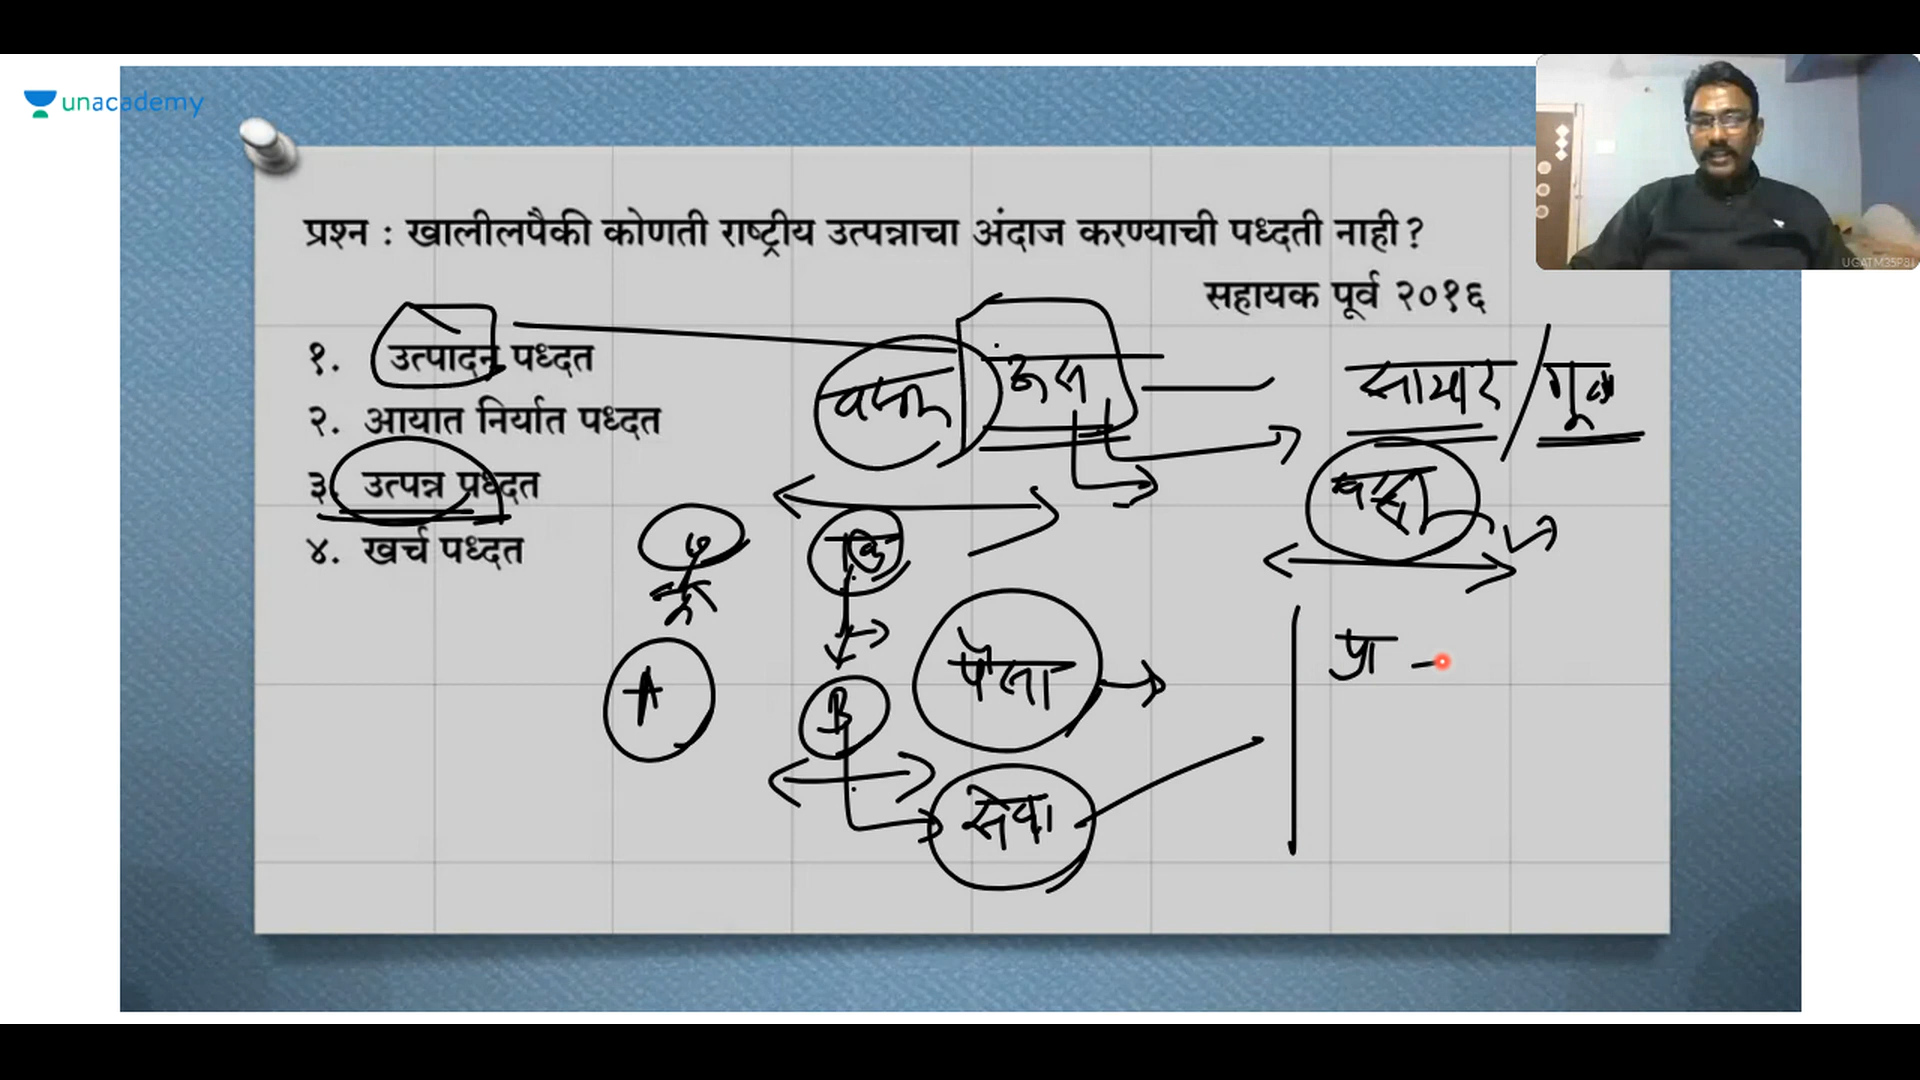 unacademy
प्रश्न : खालीलपैकी कोणती राष्ट्रीय उत्पन्नाचा अंदाज करण्याची पध्दती नाही ?
सहायक पूर्व २०१६
१. उत्पादन पध्दत
२. आयात निर्यात पध्दत
३. उत्पन्न पध्दत
४. खर्च पध्दत
ऊस
/
A
B
पैसा
सेवा
प्रा -